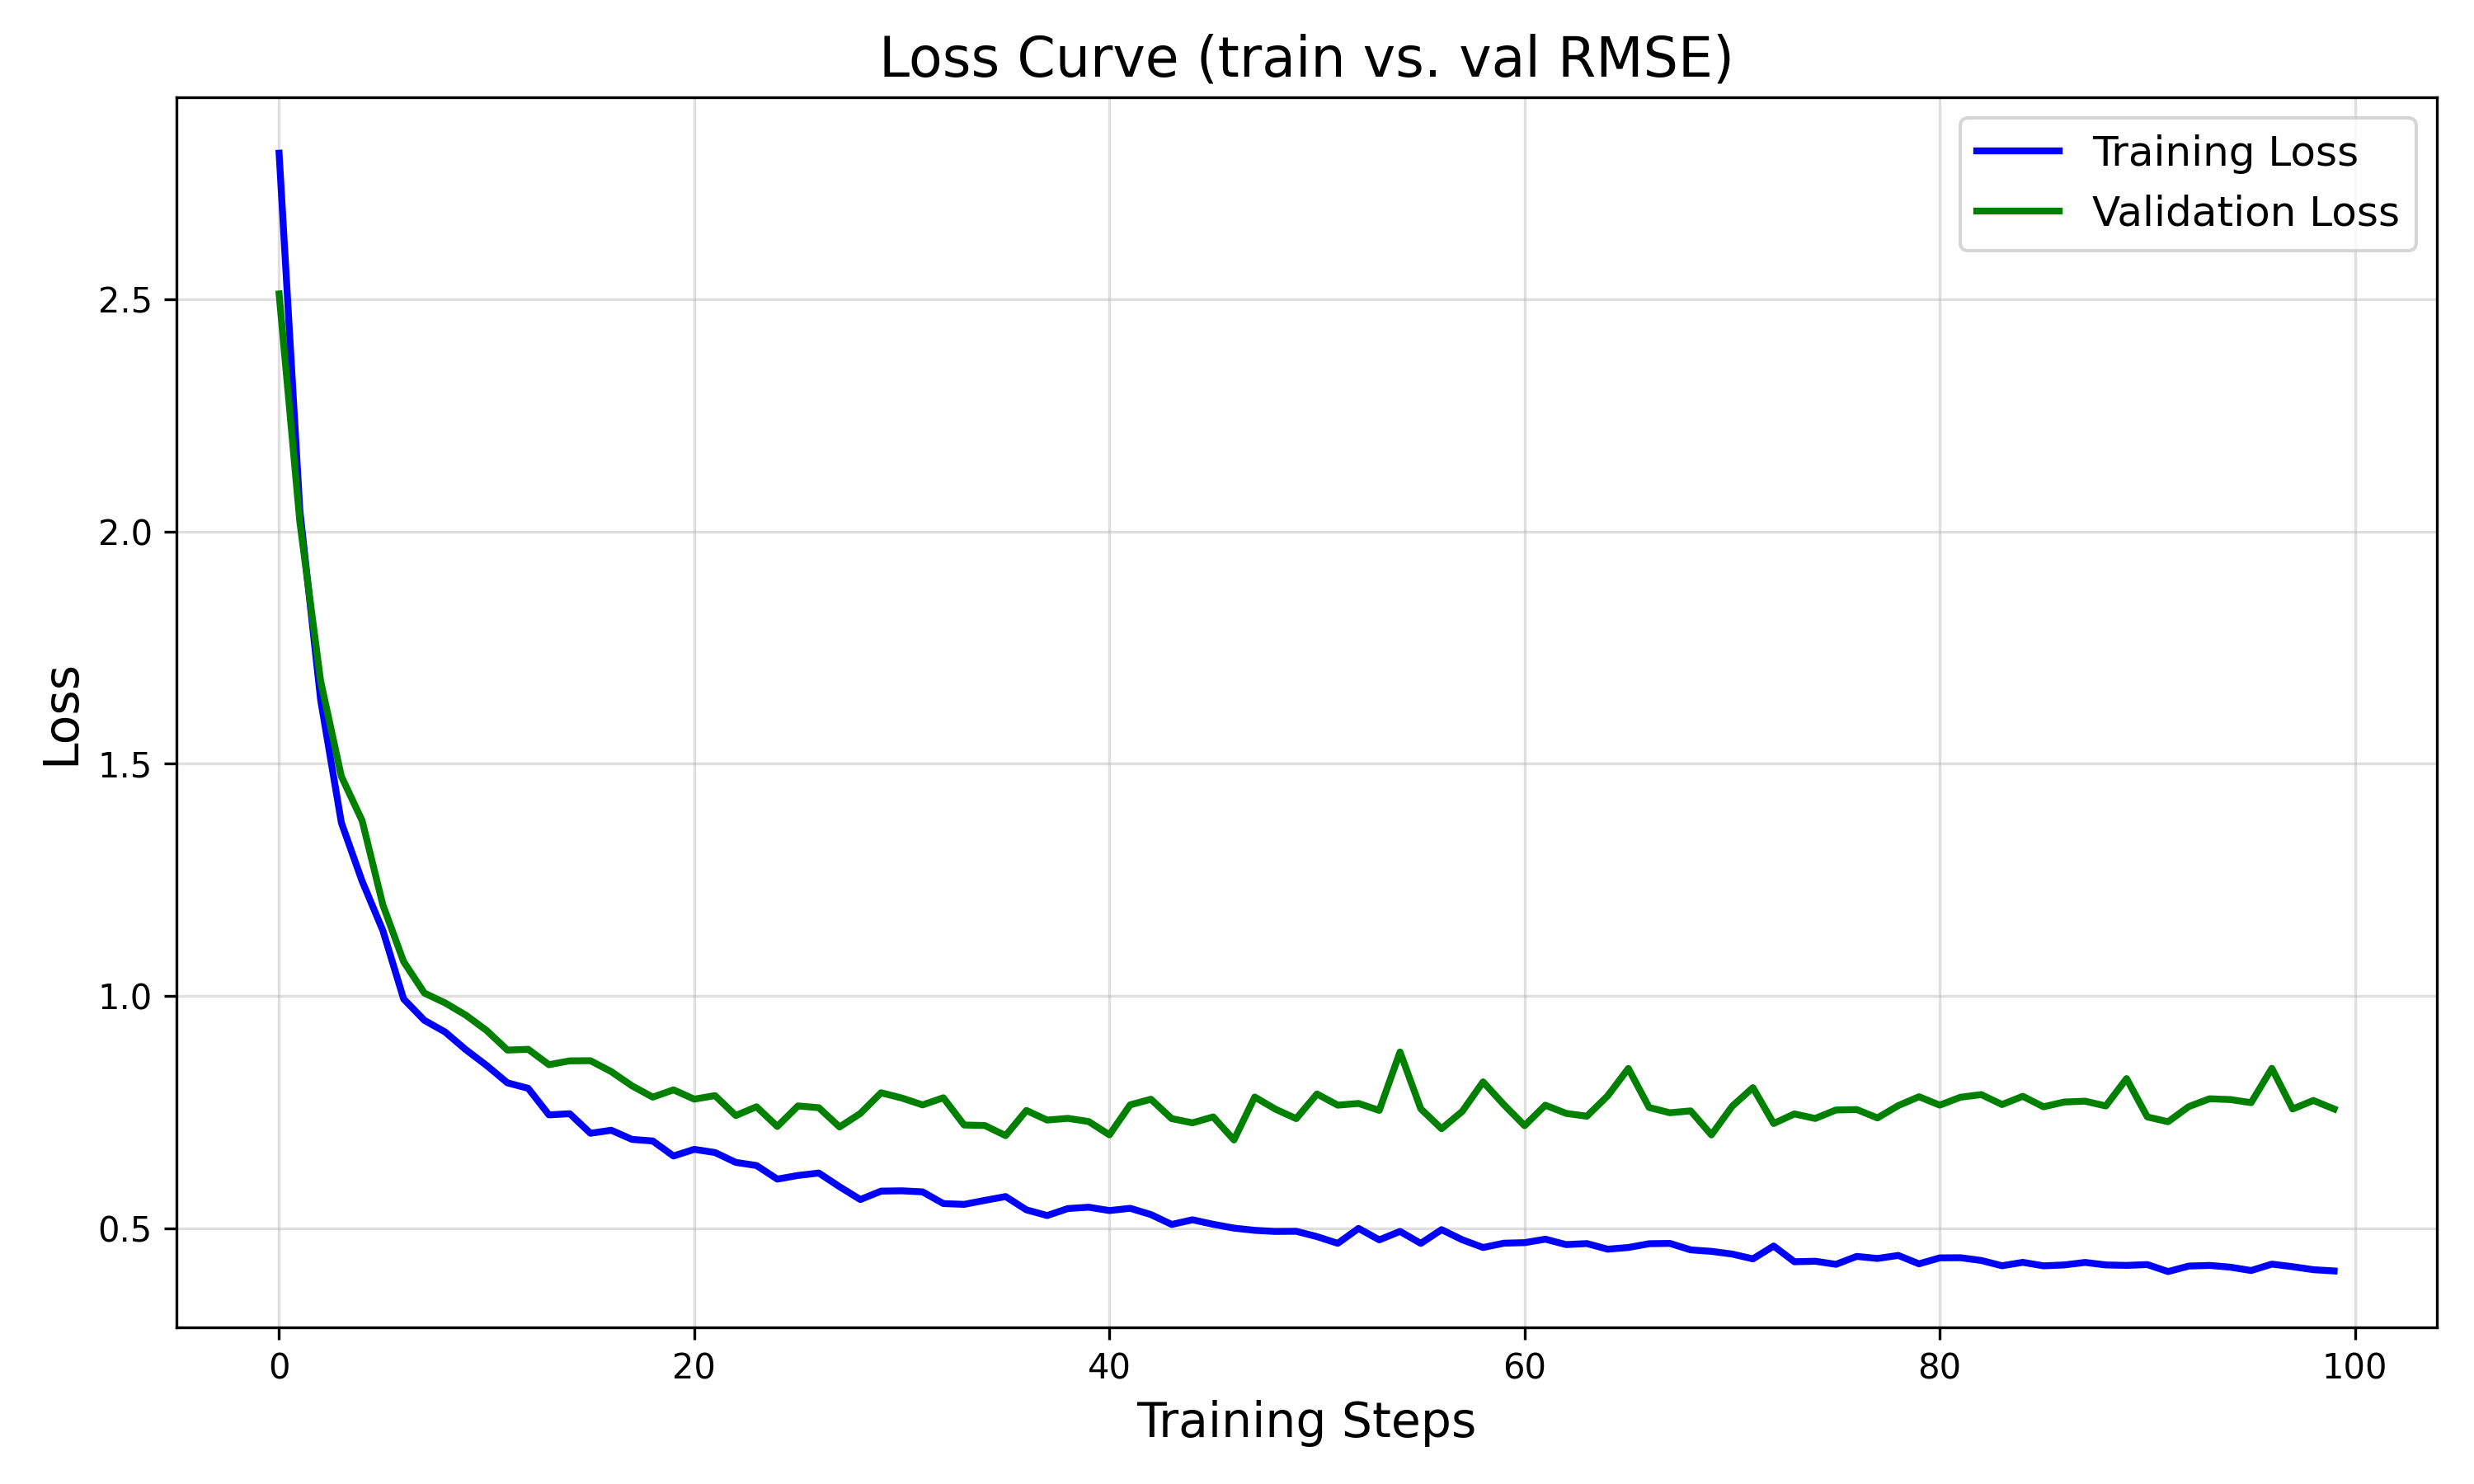 Loss Curve (train vs. val RMSE)
Training Loss
Validation Loss
2.5
2.0
1.5
1.0
0.5
Loss
0 20 40 60 80 100
Training Steps